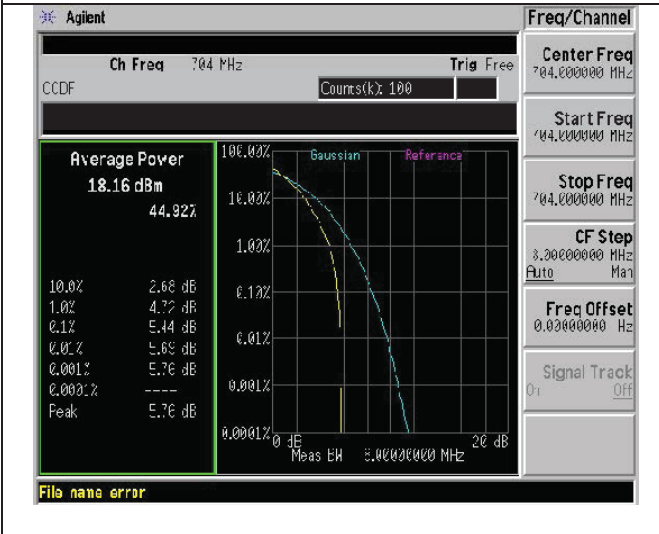 Agilent
Freq/Channel
Ch Freq 704 MHz Trig Free
CCDF Counts(k): 100
Average Power
18.16 dBm
44.92%
10.0% 2.68 dB
1.0% 4.72 dB
0.1% 5.44 dB
0.01% 5.69 dB
0.001% 5.76 dB
0.0001% ----
Peak 5.76 dB
100.00%
10.00%
1.00%
0.10%
0.01%
0.001%
0.0001%
Gaussian Reference
0 dB 20 dB
Meas BW MHz
Center Freq
704.000000 MHz
Start Freq
704.000000 MHz
Stop Freq
704.000000 MHz
CF Step
MHz
Auto Man
Freq Offset
0.00000000 Hz
Signal Track
On Off
File name error